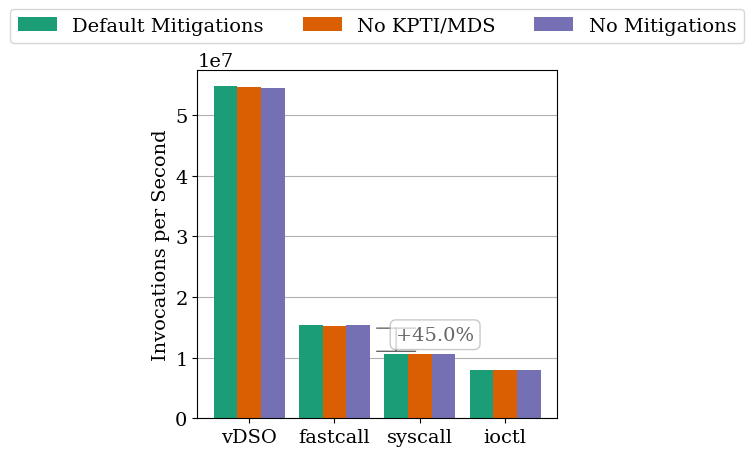 Default Mitigations No KPTI/MDS No Mitigations
1e7
Invocations per Second
5
4
3
2
1
0
+45.0%
vDSO fastcall syscall ioctl